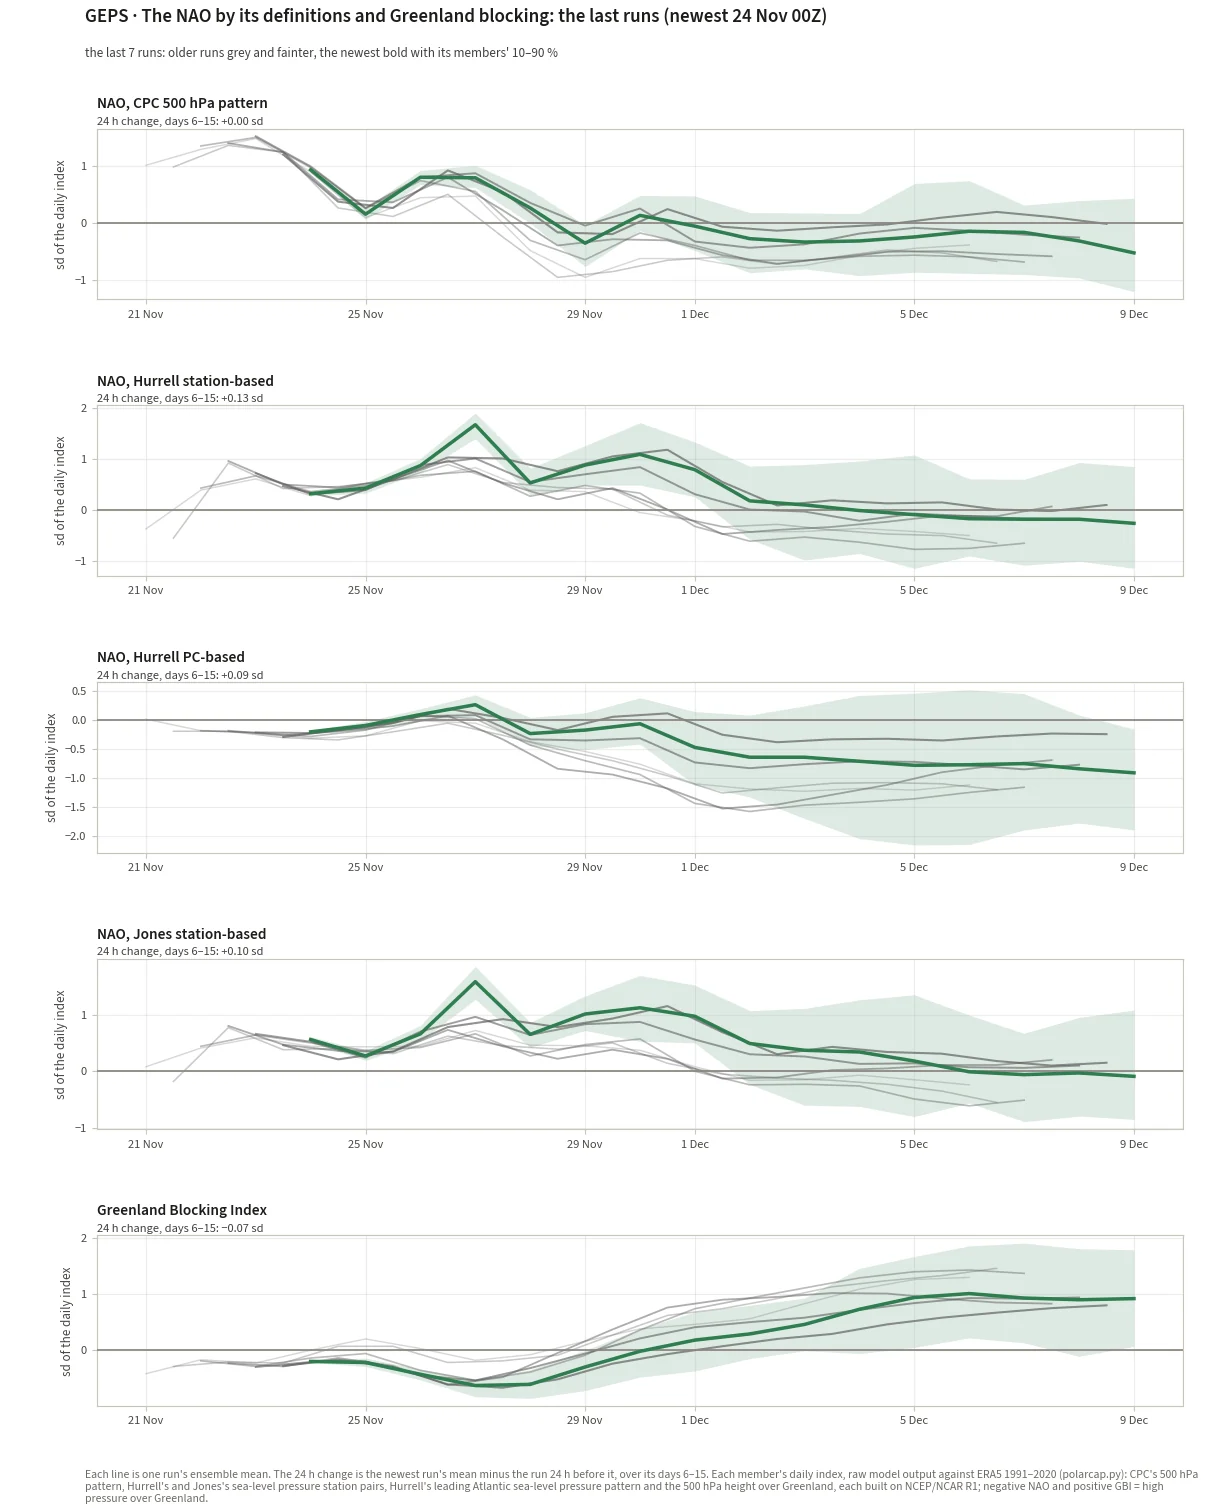 GEPS · The NAO by its definitions and Greenland blocking: the last runs (newest 24 Nov 00Z)
the last 7 runs: older runs grey and fainter, the newest bold with its members' 10–90 %
NAO, CPC 500 hPa pattern
24 h change, days 6–15: +0.00 sd
sd of the daily index
1
0
−1
21 Nov
25 Nov
29 Nov
1 Dec
5 Dec
9 Dec
NAO, Hurrell station-based
24 h change, days 6–15: +0.13 sd
sd of the daily index
2
1
0
−1
21 Nov
25 Nov
29 Nov
1 Dec
5 Dec
9 Dec
NAO, Hurrell PC-based
24 h change, days 6–15: +0.09 sd
sd of the daily index
0.5
0.0
−0.5
−1.0
−1.5
−2.0
21 Nov
25 Nov
29 Nov
1 Dec
5 Dec
9 Dec
NAO, Jones station-based
24 h change, days 6–15: +0.10 sd
sd of the daily index
1
0
−1
21 Nov
25 Nov
29 Nov
1 Dec
5 Dec
9 Dec
Greenland Blocking Index
24 h change, days 6–15: −0.07 sd
sd of the daily index
2
1
0
21 Nov
25 Nov
29 Nov
1 Dec
5 Dec
9 Dec
Each line is one run's ensemble mean. The 24 h change is the newest run's mean minus the run 24 h before it, over its days 6–15. Each member's daily index, raw model output against ERA5 1991–2020 (polarcap.py): CPC's 500 hPa
pattern, Hurrell's and Jones's sea-level pressure station pairs, Hurrell's leading Atlantic sea-level pressure pattern and the 500 hPa height over Greenland, each built on NCEP/NCAR R1; negative NAO and positive GBI = high
pressure over Greenland.